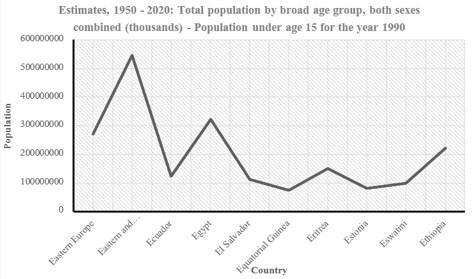 Estimates, 1950 - 2020: Total population by broad age group, both sexes
combined (thousands) - Population under age 15 for the year 1990
600000000
500000000
400000000
300000000
200000000
100000000
0
Population
Eastern Europe
Eastern and...
Ecuador
Egypt
El Salvador
Equatorial Guinea
Eritrea
Estonia
Eswatini
Ethiopia
Country